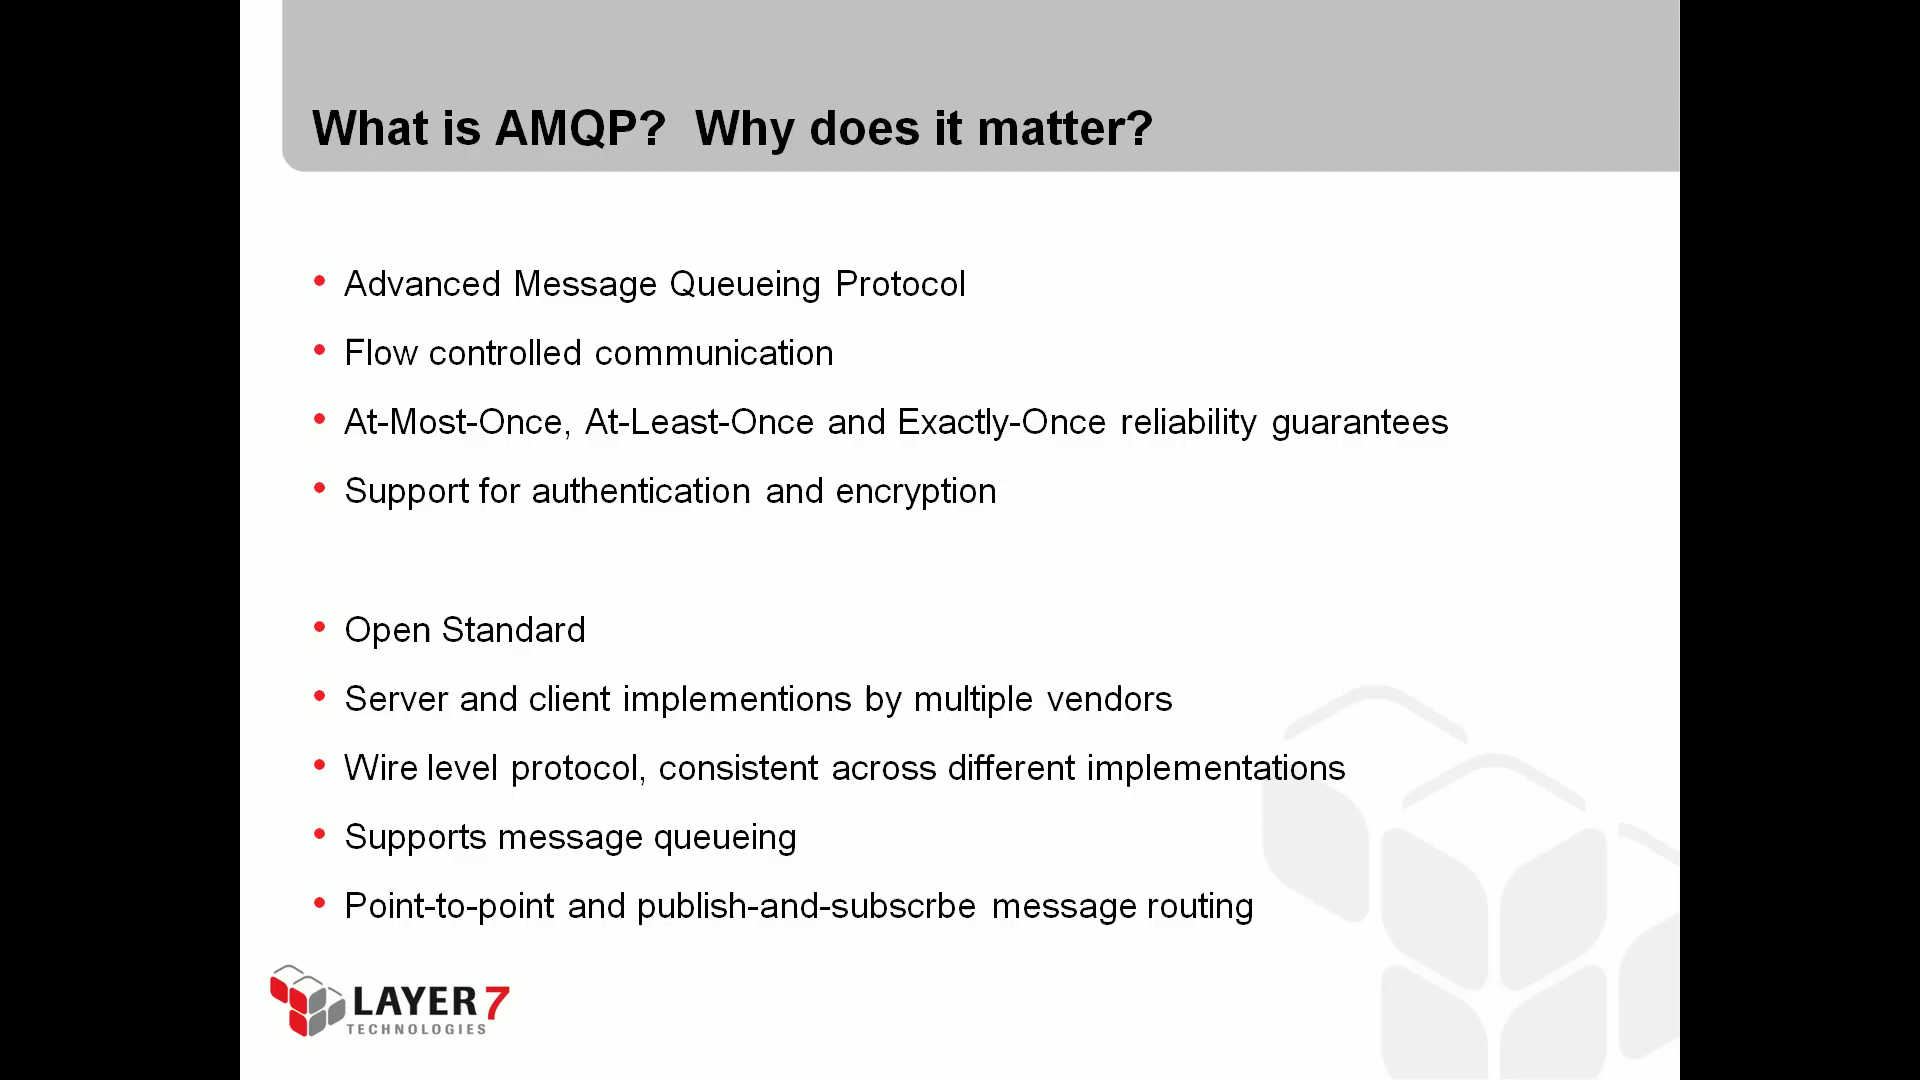 What is AMQP?  Why does it matter?
• Advanced Message Queueing Protocol
• Flow controlled communication
• At-Most-Once, At-Least-Once and Exactly-Once reliability guarantees
• Support for authentication and encryption
• Open Standard
• Server and client implementions by multiple vendors
• Wire level protocol, consistent across different implementations
• Supports message queueing
• Point-to-point and publish-and-subscrbe message routing
LAYER 7
TECHNOLOGIES